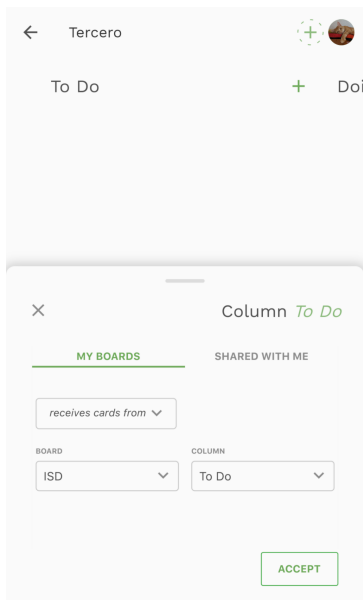 Tercero
To Do
Doi
Column To Do
MY BOARDS
SHARED WITH ME
receives cards from
BOARD
COLUMN
ISD
To Do
ACCEPT